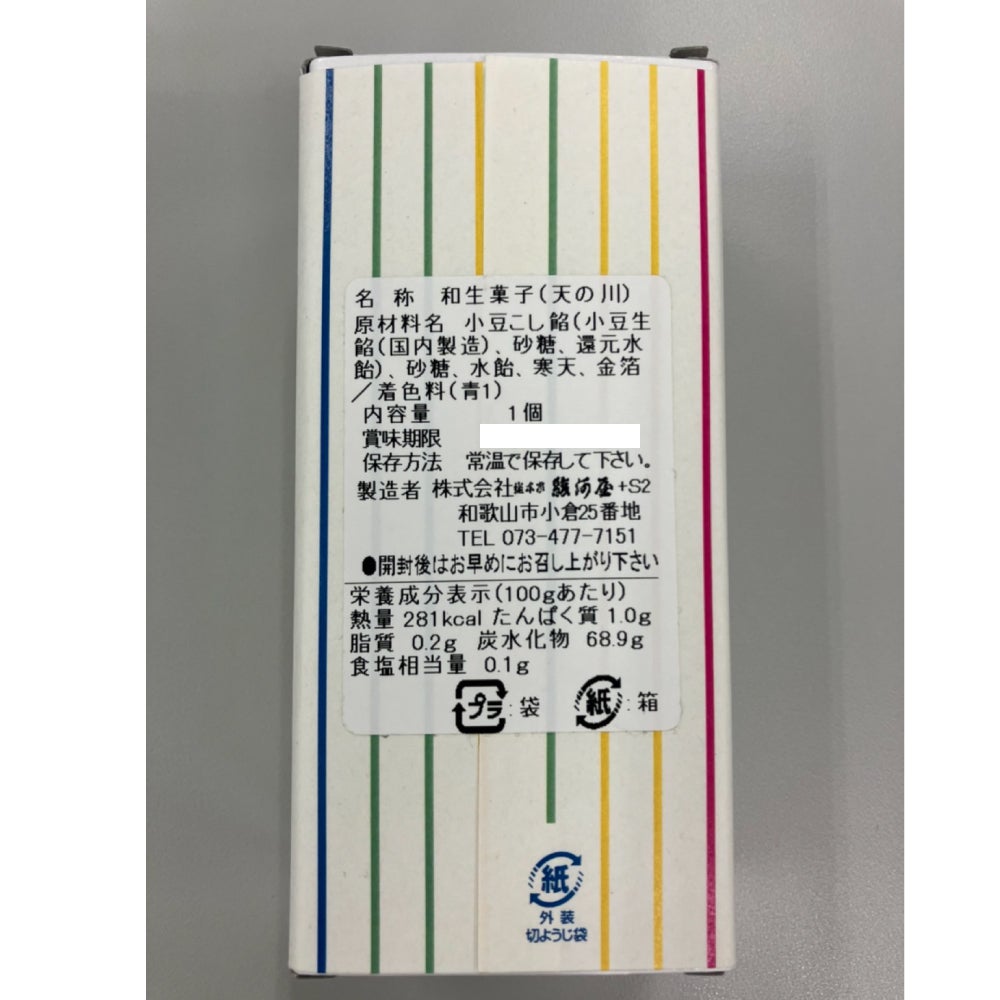 名称 和生菓子(天の川)
原材料名 小豆こし餡(小豆生
餡(国内製造)、砂糖、還元水
飴)、砂糖、水飴、寒天、金箔
/着色料(青1)
内容量 1個
賞味期限
保存方法 常温で保存して下さい。
製造者 株式会社総本家駿河屋+S2
和歌山市小倉25番地
TEL 073-477-7151
●開封後はお早めにお召し上がり下さい
栄養成分表示(100gあたり)
熱量 281kcal たんぱく質 1.0g
脂質 0.2g 炭水化物 68.9g
食塩相当量 0.1g
プラ:袋 紙:箱
紙
外装
切ようじ袋